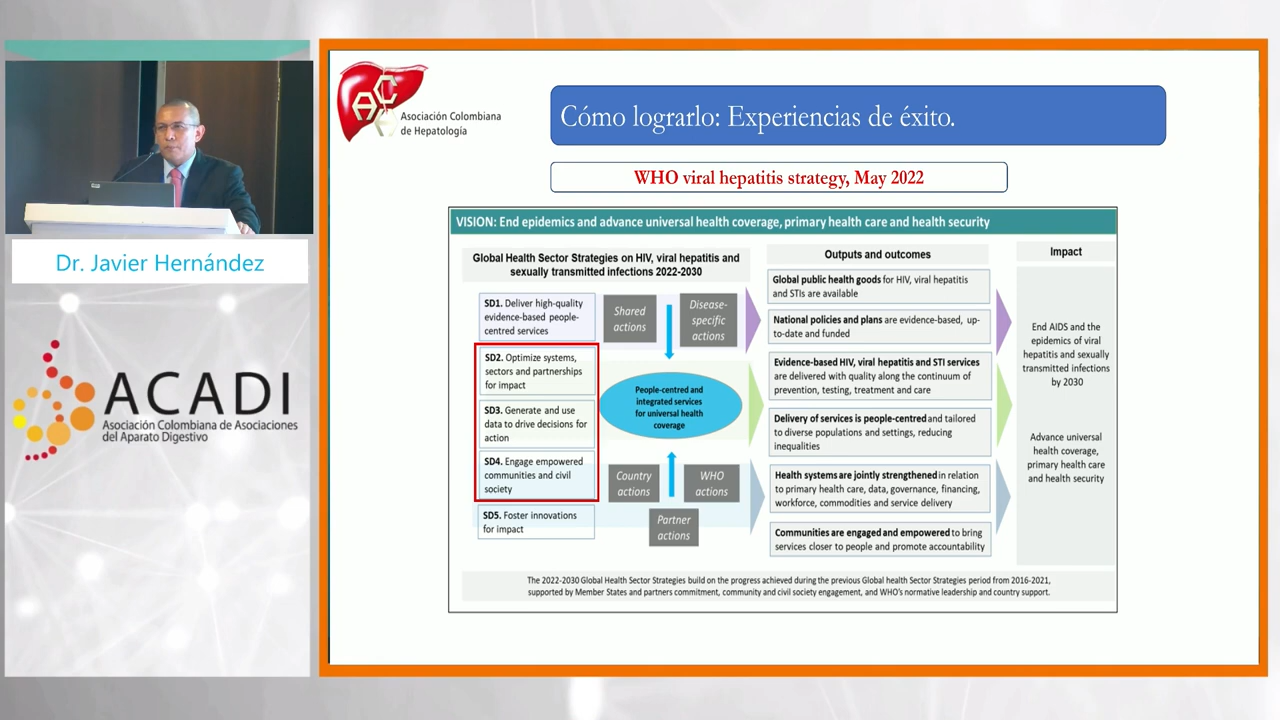 Asociación Colombiana
de Hepatología
Cómo lograrlo: Experiencias de éxito.
WHO viral hepatitis strategy, May 2022
Dr. Javier Hernández
ACADI
Asociación Colombiana de Asociaciones
del Aparato Digestivo
VISION: End epidemics and advance universal health coverage, primary health care and health security
Global Health Sector Strategies on HIV, viral hepatitis and
sexually transmitted infections 2022-2030
SD1. Deliver high-
quality
evidence-based people-
centred services
SD2. Optimize systems,
sectors and partnerships
for impact
SD3. Generate and use
data to drive decisions for
action
SD4. Engage empowered
communities and civil
society
SD5. Foster innovations
for impact
Shared
actions
Disease-
specific
actions
People-centred and
integrated services
for universal health
coverage
Country
actions
WHO
actions
Partner
actions
Outputs and outcomes
Global public health goods for HIV, viral hepatitis
and STIs are available
National policies and plans are evidence-based, up-
to-date and funded
Evidence-based HIV, viral hepatitis and STI services
are delivered with quality along the continuum of
prevention, testing, treatment and care
Delivery of services is people-centred and tailored
to diverse populations and settings, reducing
inequalities
Health systems are jointly strengthened in relation
to primary health care, data, governance, financing,
workforce, commodities and service delivery
Communities are engaged and empowered to bring
services closer to people and promote accountability
Impact
End AIDS and the
epidemics of viral
hepatitis and sexually
transmitted infections
by 2030
Advance universal
health coverage,
primary health care
and health security
The 2022-2030 Global Health Sector Strategies build on the progress achieved during the previous Global health Sector Strategies period from 2016-2021,
supported by Member States and partners commitment, community and civil society engagement, and WHO's normative leadership and country support.